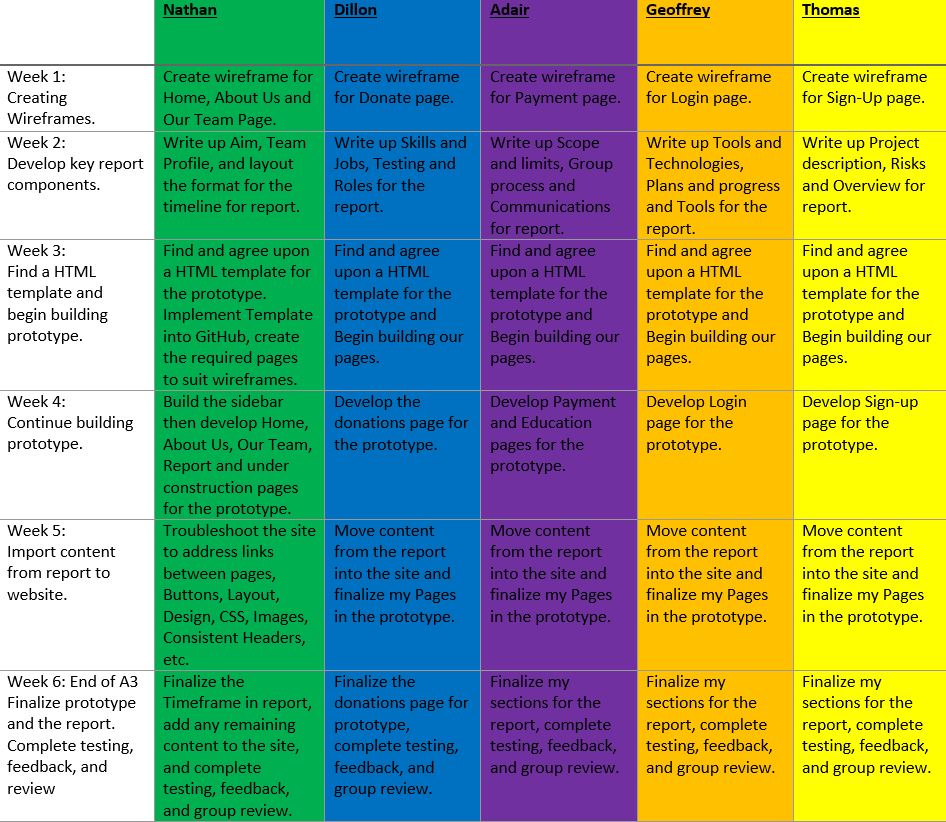 Nathan
Dillon
Adair
Geoffrey
Thomas
Week 1:
Creating
Wireframes.
Create wireframe for
Home, About Us and
Our Team Page.
Create wireframe
for Donate page.
Create wireframe
for Payment page.
Create wireframe
for Login page.
Create wireframe
for Sign-Up page.
Week 2:
Develop key report
components.
Write up Aim, Team
Profile, and layout
the format for the
timeline for report.
Write up Skills and
Jobs, Testing and
Roles for the
report.
Write up Scope
and limits, Group
process and
Communications
for report.
Write up Tools and
Technologies,
Plans and progress
and Tools for the
report.
Write up Project
description, Risks
and Overview for
report.
Week 3:
Find a HTML
template and
begin building
prototype.
Find and agree upon
a HTML template for
the prototype.
Implement Template
into GitHub, create
the required pages
to suit wireframes.
Find and agree
upon a HTML
template for the
prototype and
Begin building our
pages.
Find and agree
upon a HTML
template for the
prototype and
Begin building our
pages.
Find and agree
upon a HTML
template for the
prototype and
Begin building our
pages.
Find and agree
upon a HTML
template for the
prototype and
Begin building our
pages.
Week 4:
Continue building
prototype.
Build the sidebar
then develop Home,
About Us, Our Team,
Report and under
construction pages
for the prototype.
Develop the
donations page for
the prototype.
Develop Payment
and Education
pages for the
prototype.
Develop Login
page for the
prototype.
Develop Sign-up
page for the
prototype.
Week 5:
Import content
from report to
website.
Troubleshoot the site
to address links
between pages,
Buttons, Layout,
Design, CSS, Images,
Consistent Headers,
etc.
Move content
from the report
into the site and
finalize my Pages
in the prototype.
Move content
from the report
into the site and
finalize my Pages
in the prototype.
Move content
from the report
into the site and
finalize my Pages
in the prototype.
Move content
from the report
into the site and
finalize my Pages
in the prototype.
Week 6: End of A3
Finalize prototype
and the report.
Complete testing,
feedback, and
review
Finalize the
Timeframe in report,
add any remaining
content to the site,
and complete
testing, feedback,
and group review.
Finalize the
donations page for
prototype,
complete testing,
feedback, and
group review.
Finalize my
sections for the
report, complete
testing, feedback,
and group review.
Finalize my
sections for the
report, complete
testing, feedback,
and group review.
Finalize my
sections for the
report, complete
testing, feedback,
and group review.